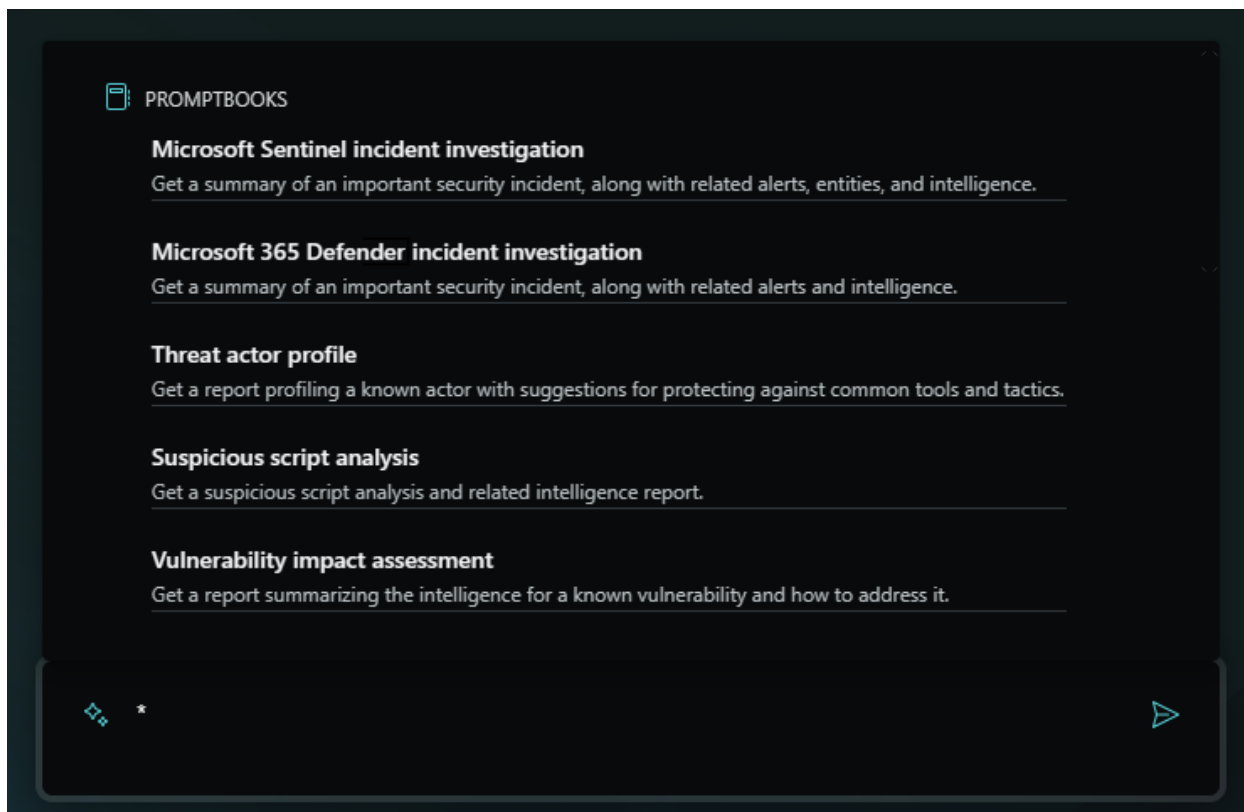 PROMPTBOOKS
Microsoft Sentinel incident investigation
Get a summary of an important security incident, along with related alerts, entities, and intelligence.
Microsoft 365 Defender incident investigation
Get a summary of an important security incident, along with related alerts and intelligence.
Threat actor profile
Get a report profiling a known actor with suggestions for protecting against common tools and tactics.
Suspicious script analysis
Get a suspicious script analysis and related intelligence report.
Vulnerability impact assessment
Get a report summarizing the intelligence for a known vulnerability and how to address it.
*